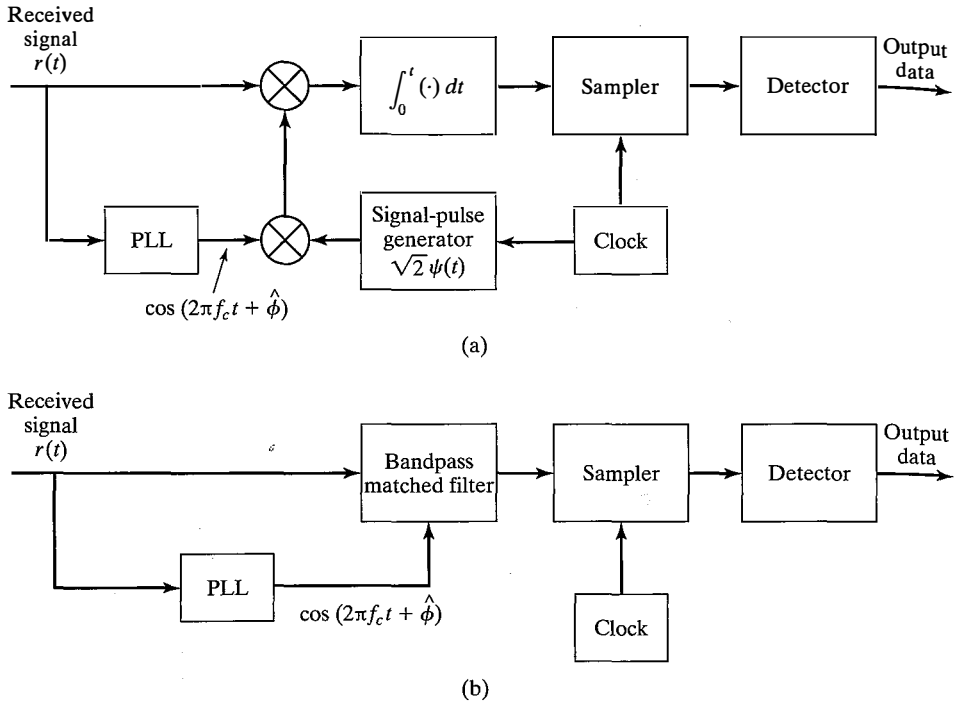 Received
signal
r(t)
∫₀ᵗ (·) dt
Sampler
Detector
Output
data
PLL
cos (2πf_c t + φ̂)
Signal-pulse
generator
√2 ψ(t)
Clock
(a)
Received
signal
r(t)
Bandpass
matched filter
Sampler
Detector
Output
data
PLL
cos (2πf_c t + φ̂)
Clock
(b)